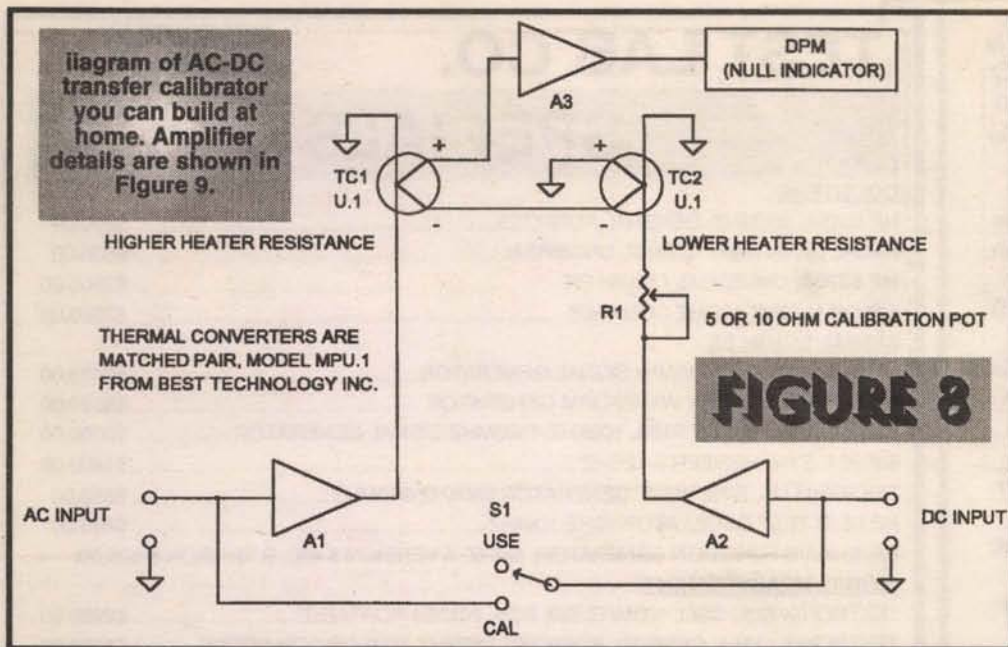 iiagram of AC-DC
transfer calibrator
you can build at
home. Amplifier
details are shown in
Figure 9.
A3
DPM
(NULL INDICATOR)
+
TC1
U.1
-
+
TC2
U.1
-
HIGHER HEATER RESISTANCE
LOWER HEATER RESISTANCE
R1
5 OR 10 OHM CALIBRATION POT
THERMAL CONVERTERS ARE
MATCHED PAIR, MODEL MPU.1
FROM BEST TECHNOLOGY INC.
FIGURE 8
AC INPUT
A1
S1
USE
CAL
A2
DC INPUT